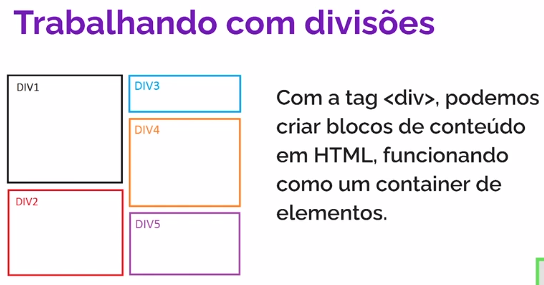 Trabalhando com divisões
DIV1
DIV2
DIV3
DIV4
DIV5
Com a tag <div>, podemos
criar blocos de conteúdo
em HTML, funcionando
como um container de
elementos.